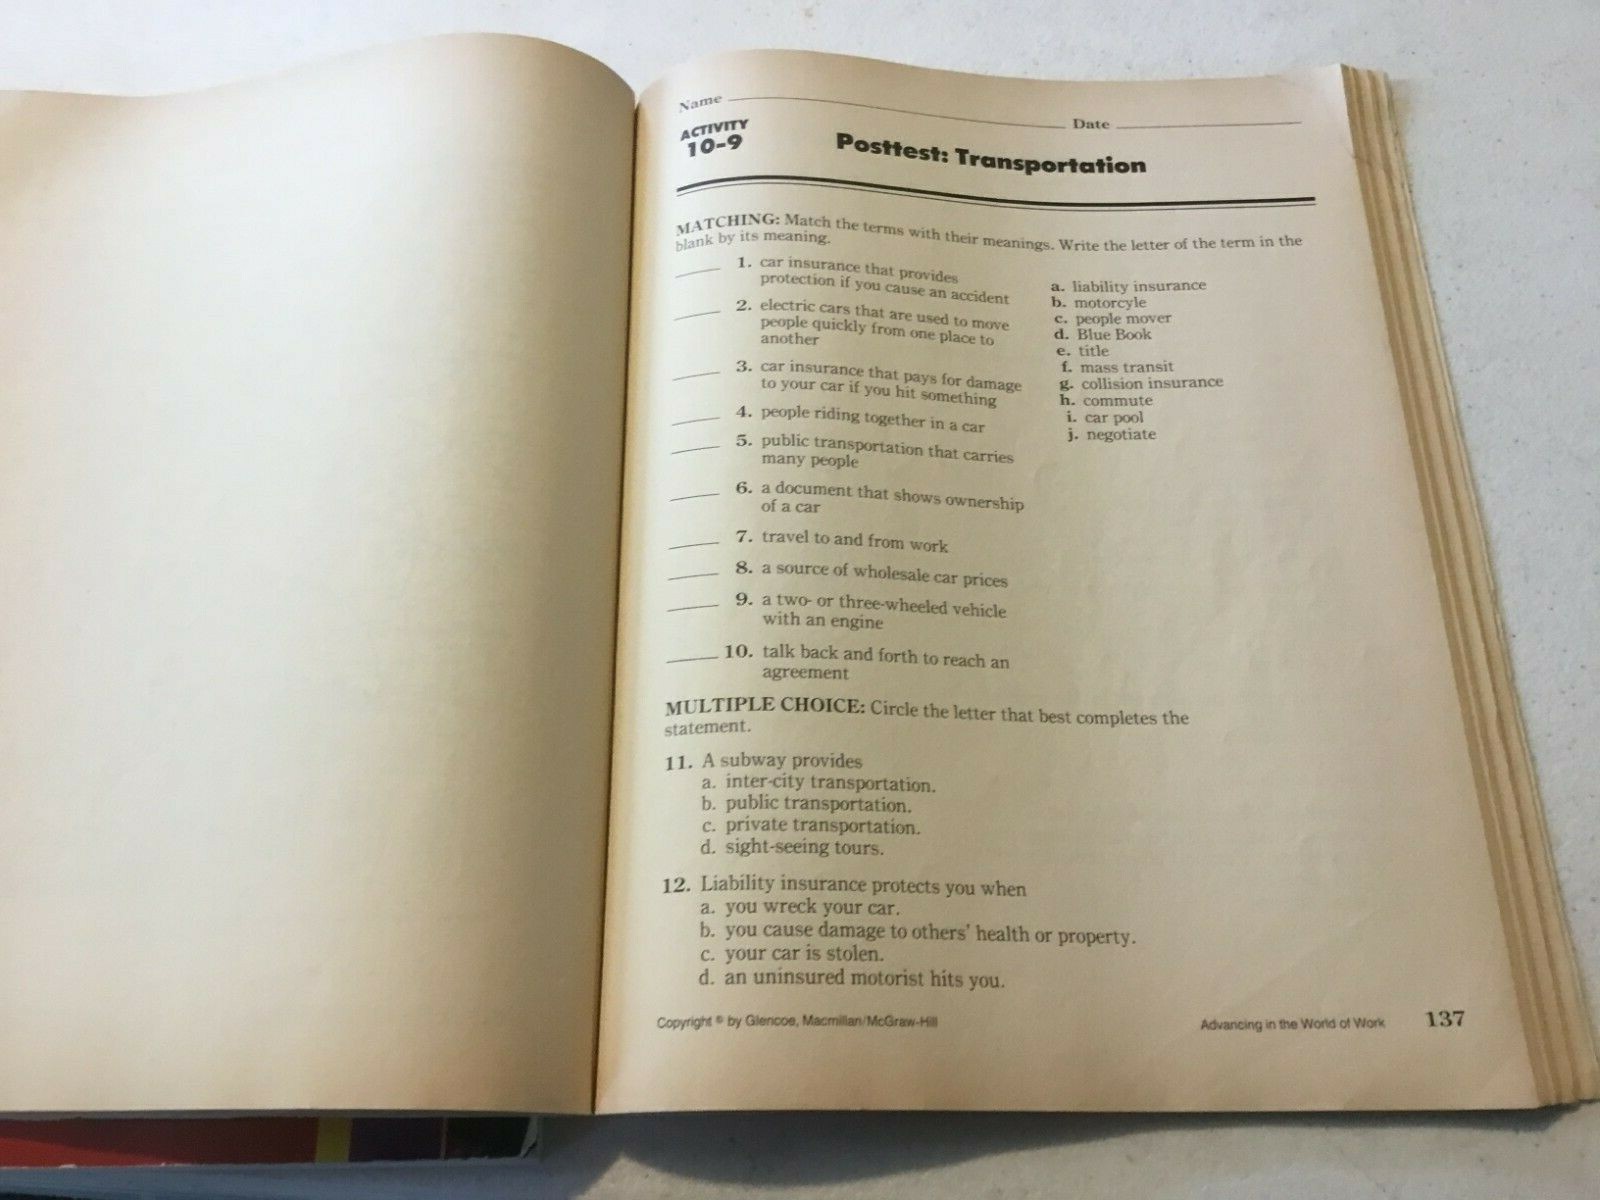 Name
Date
ACTIVITY
10-9
Posttest: Transportation
MATCHING: Match the terms with their meanings. Write the letter of the term in the
blank by its meaning.
1. car insurance that provides
protection if you cause an accident
2. electric cars that are used to move
people quickly from one place to
another
3. car insurance that pays for damage
to your car if you hit something
4. people riding together in a car
5. public transportation that carries
many people
6. a document that shows ownership
of a car
7. travel to and from work
8. a source of wholesale car prices
9. a two- or three-wheeled vehicle
with an engine
10. talk back and forth to reach an
agreement
a. liability insurance
b. motorcyle
c. people mover
d. Blue Book
e. title
f. mass transit
g. collision insurance
h. commute
i. car pool
j. negotiate
MULTIPLE CHOICE: Circle the letter that best completes the
statement.
11. A subway provides
a. inter-city transportation.
b. public transportation.
c. private transportation.
d. sight-seeing tours.
12. Liability insurance protects you when
a. you wreck your car.
b. you cause damage to others' health or property.
c. your car is stolen.
d. an uninsured motorist hits you.
Copyright © by Glencoe, Macmillan/McGraw-Hill
Advancing in the World of Work
137